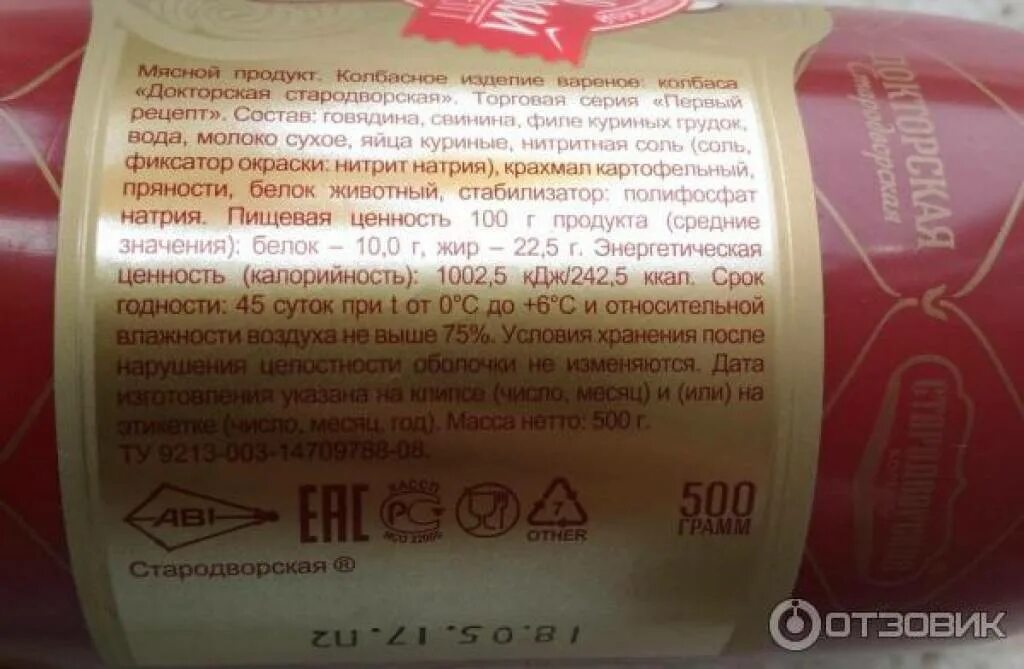 Мясной продукт. Колбасное изделие вареное: колбаса
«Докторская стародворская». Торговая серия «Первый
рецепт». Состав: говядина, свинина, филе куриных грудок,
вода, молоко сухое, яйца куриные, нитритная соль (соль,
фиксатор окраски: нитрит натрия), крахмал картофельный,
пряности, белок животный, стабилизатор: полифосфат
натрия. Пищевая ценность 100 г продукта (средние
значения): белок – 10,0 г, жир – 22,5 г. Энергетическая
ценность (калорийность): 1002,5 кДж/242,5 ккал. Срок
годности: 45 суток при t от 0°С до +6°С и относительной
влажности воздуха не выше 75%. Условия хранения после
нарушения целостности оболочки не изменяются. Дата
изготовления указана на клипсе (число, месяц) и (или) на
этикетке (число, месяц, год). Масса нетто: 500 г.
ТУ 9213-003-14709788-08.
ABI
EAC
ХАССП
РС
ИСО 22000
7
OTHER
500
ГРАММ
Стародворская ®
18.05.17.П2
ДОКТОРСКАЯ
Стародворская
СТАРОДВОРСКИЕ
ОТЗОВИК